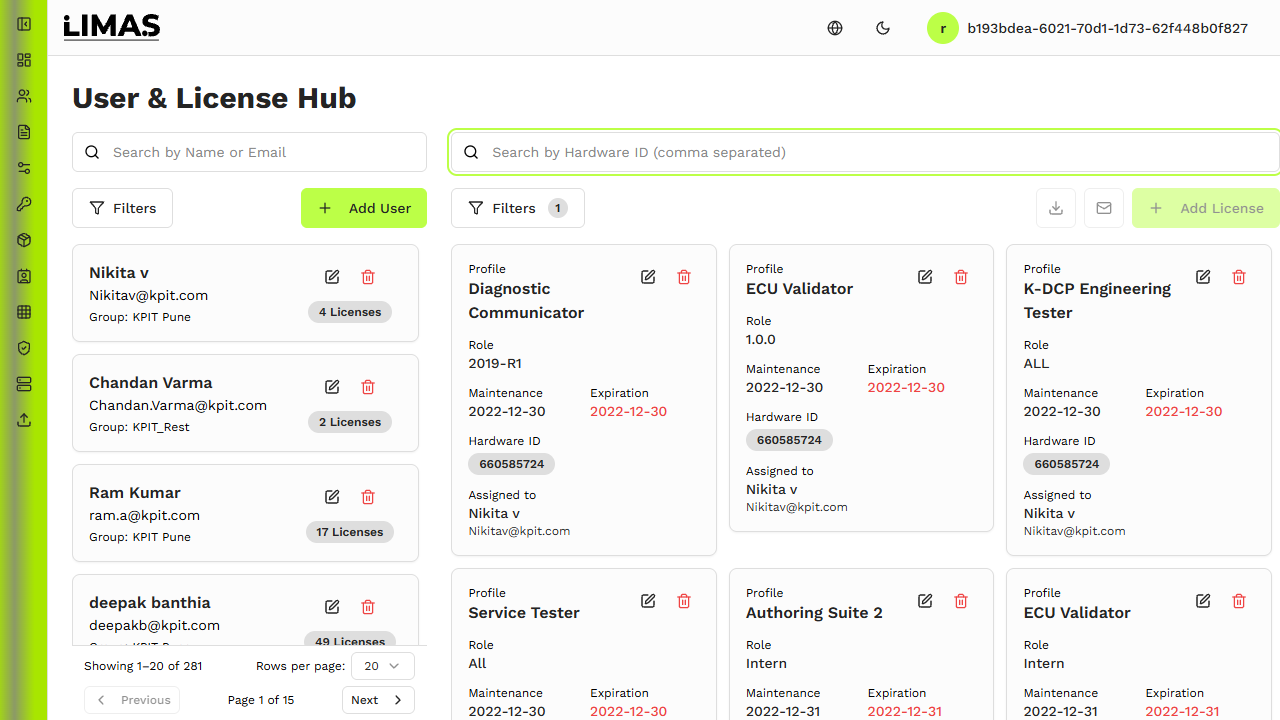 LIMAS
r
b193bdea-6021-70d1-1d73-62f448b0f827
User & License Hub
Search by Name or Email
Search by Hardware ID (comma separated)
Filters
Add User
Filters
1
Add License
Nikita v
Nikitav@kpit.com
Group: KPIT Pune
4 Licenses
Chandan Varma
Chandan.Varma@kpit.com
Group: KPIT_Rest
2 Licenses
Ram Kumar
ram.a@kpit.com
Group: KPIT Pune
17 Licenses
deepak banthia
deepakb@kpit.com
49 Licenses
Showing 1–20 of 281
Rows per page:
20
Previous
Page 1 of 15
Next
Profile
Diagnostic
Communicator
Role
2019-R1
Maintenance
Expiration
2022-12-30
2022-12-30
Hardware ID
660585724
Assigned to
Nikita v
Nikitav@kpit.com
Profile
ECU Validator
Role
1.0.0
Maintenance
Expiration
2022-12-30
2022-12-30
Hardware ID
660585724
Assigned to
Nikita v
Nikitav@kpit.com
Profile
K-DCP Engineering
Tester
Role
ALL
Maintenance
Expiration
2022-12-30
2022-12-30
Hardware ID
660585724
Assigned to
Nikita v
Nikitav@kpit.com
Profile
Service Tester
Role
All
Maintenance
Expiration
2022-12-30
2022-12-30
Profile
Authoring Suite 2
Role
Intern
Maintenance
Expiration
2022-12-31
2022-12-31
Profile
ECU Validator
Role
Intern
Maintenance
Expiration
2022-12-31
2022-12-31